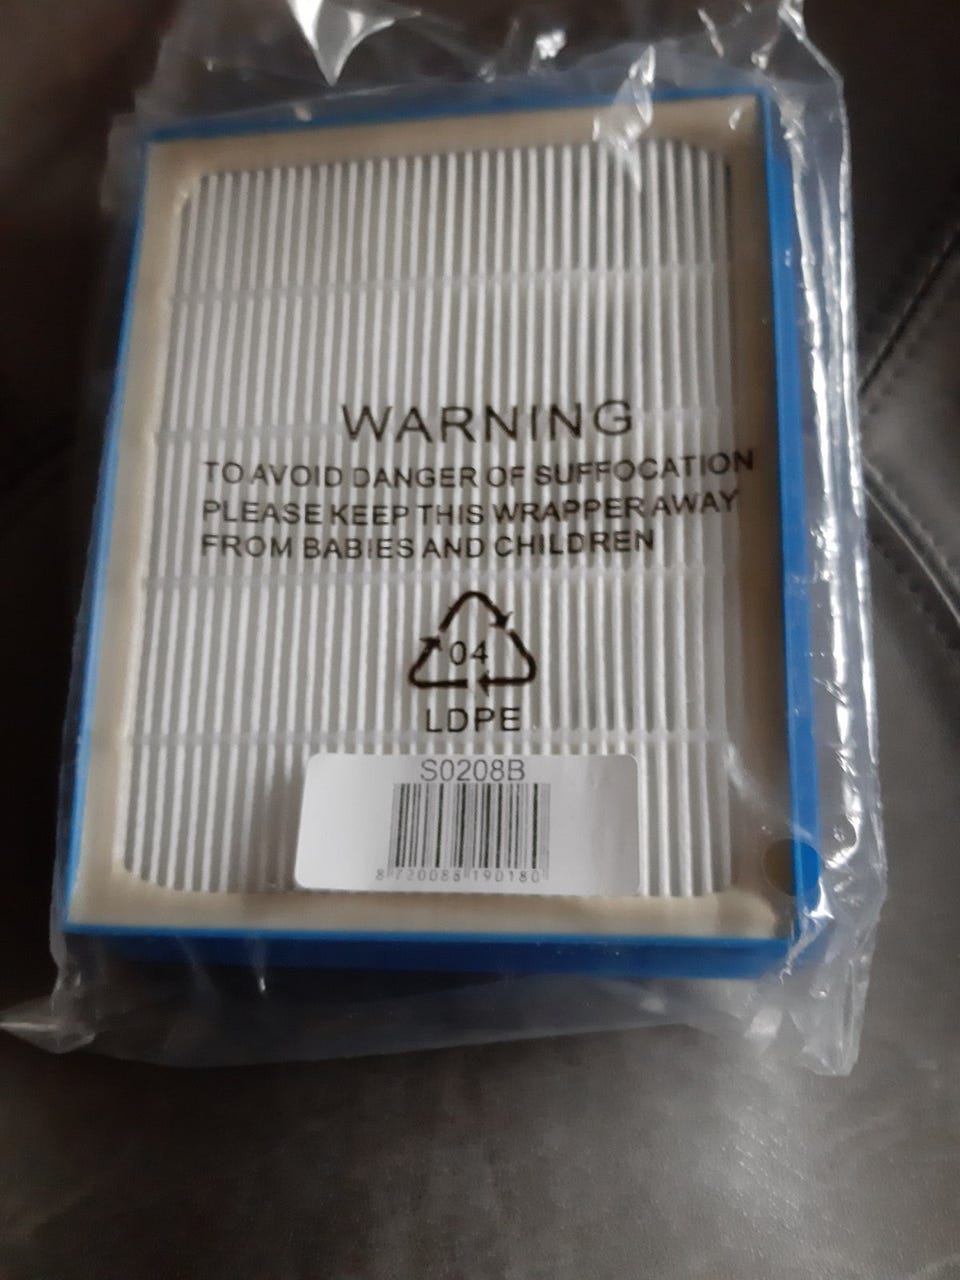 WARNING
TO AVOID DANGER OF SUFFOCATION
PLEASE KEEP THIS WRAPPER AWAY
FROM BABIES AND CHILDREN
04
LDPE
S0208B
8 720088 190180